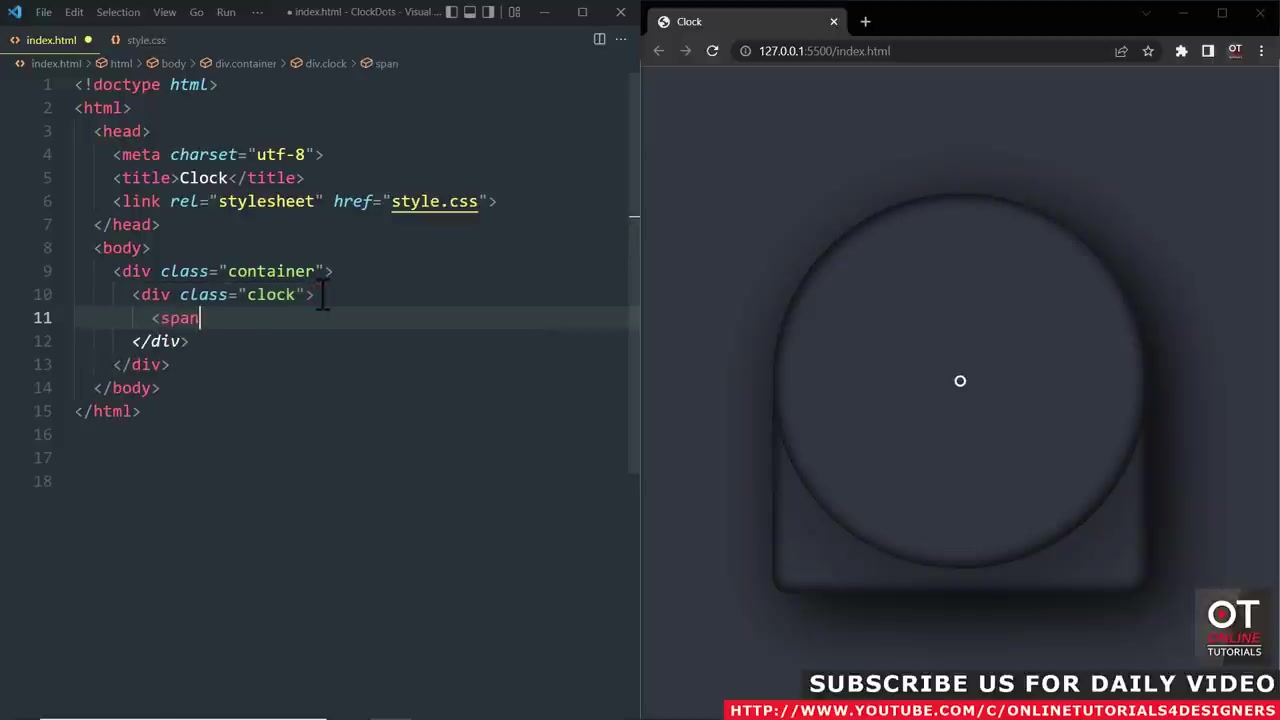 File Edit Selection View Go Run ··· ● index.html - ClockDots - Visual ...
index.html ● style.css
index.html > html > body > div.container > div.clock > span
1 <!doctype html>
2 <html>
3 <head>
4 <meta charset="utf-8">
5 <title>Clock</title>
6 <link rel="stylesheet" href="style.css">
7 </head>
8 <body>
9 <div class="container">
10 <div class="clock">
11 <span
12 </div>
13 </div>
14 </body>
15 </html>
16
17
18
Clock
127.0.0.1:5500/index.html
OT
OT
ONLINE
TUTORIALS
SUBSCRIBE US FOR DAILY VIDEO
HTTP://WWW.YOUTUBE.COM/C/ONLINETUTORIALS4DESIGNERS